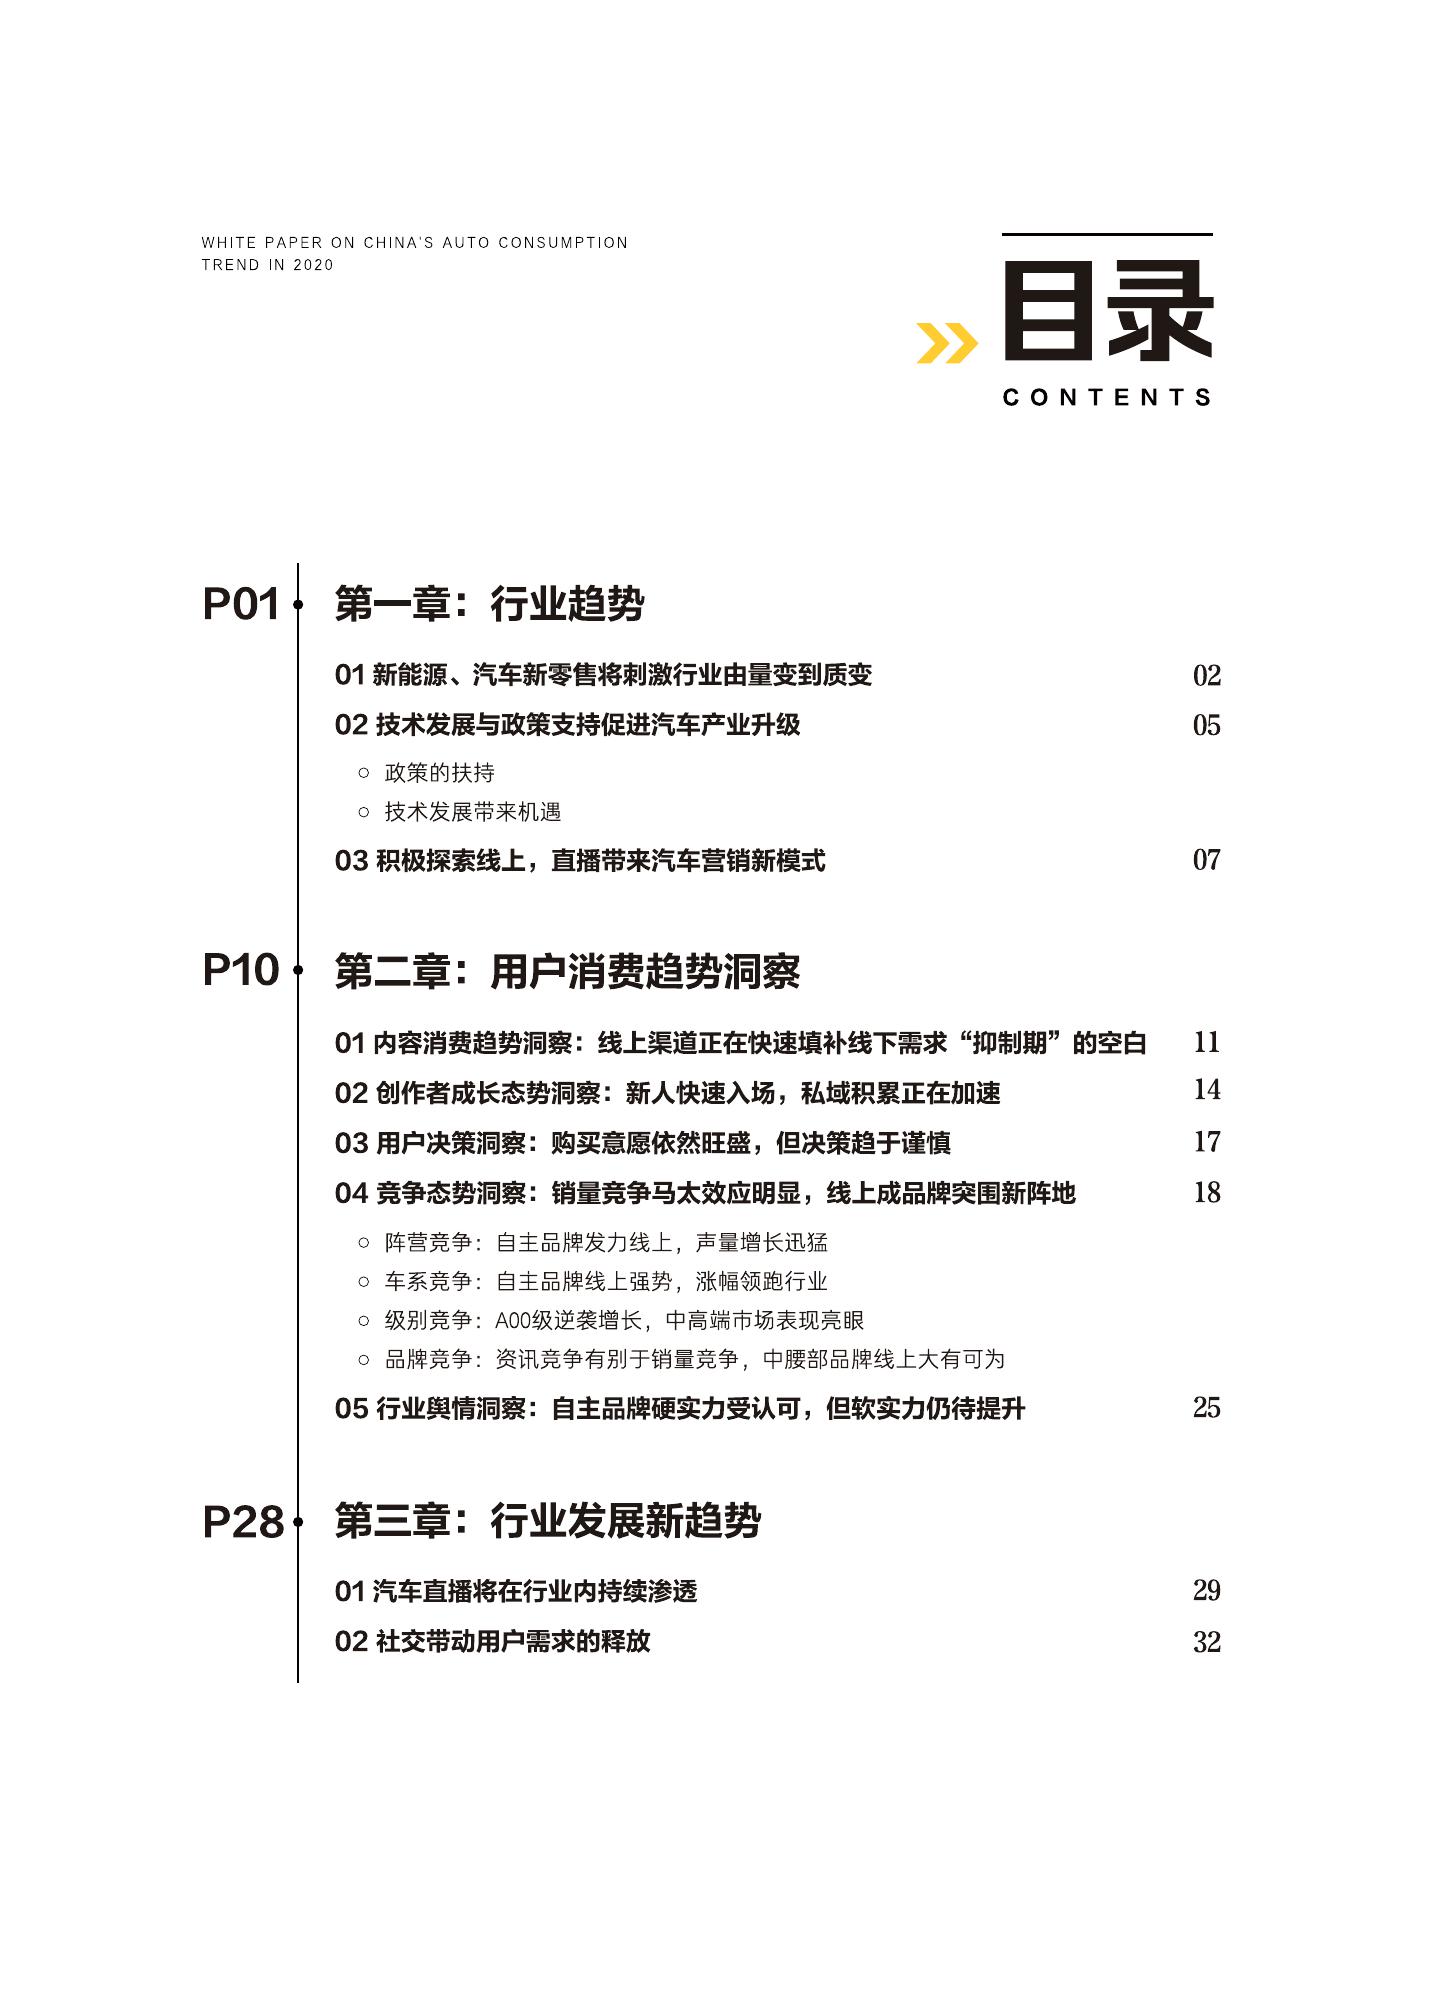 WHITE PAPER ON CHINA'S AUTO CONSUMPTION
TREND IN 2020
目录
CONTENTS
P01 第一章：行业趋势
01 新能源、汽车新零售将刺激行业由量变到质变 02
02 技术发展与政策支持促进汽车产业升级 05
○ 政策的扶持
○ 技术发展带来机遇
03 积极探索线上，直播带来汽车营销新模式 07
P10 第二章：用户消费趋势洞察
01 内容消费趋势洞察：线上渠道正在快速填补线下需求“抑制期”的空白 11
02 创作者成长态势洞察：新人快速入场，私域积累正在加速 14
03 用户决策洞察：购买意愿依然旺盛，但决策趋于谨慎 17
04 竞争态势洞察：销量竞争马太效应明显，线上成品牌突围新阵地 18
○ 阵营竞争：自主品牌发力线上，声量增长迅猛
○ 车系竞争：自主品牌线上强势，涨幅领跑行业
○ 级别竞争：A00级逆袭增长，中高端市场表现亮眼
○ 品牌竞争：资讯竞争有别于销量竞争，中腰部品牌线上大有可为
05 行业舆情洞察：自主品牌硬实力受认可，但软实力仍待提升 25
P28 第三章：行业发展新趋势
01 汽车直播将在行业内持续渗透 29
02 社交带动用户需求的释放 32